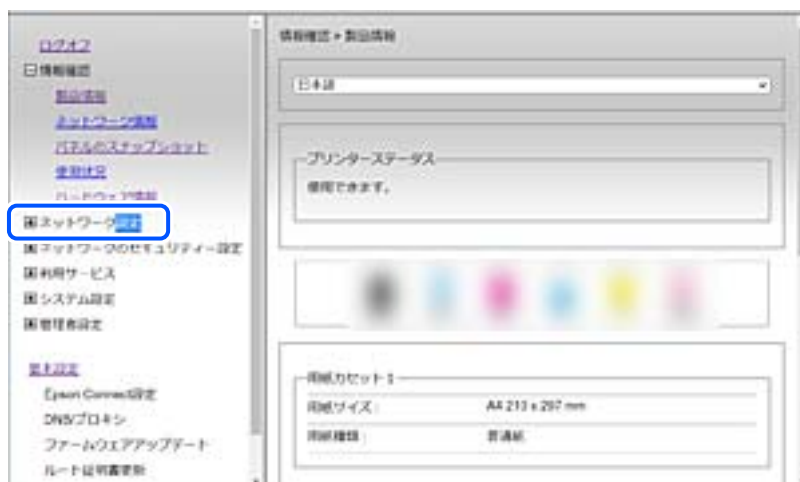 ログオフ
情報確認
製品情報
ネットワーク情報
パネルのスナップショット
使用状況
ハードウェア情報
ネットワーク設定
ネットワークのセキュリティー設定
利用サービス
システム設定
管理者設定
基本設定
Epson Connect設定
DNS/プロキシ
ファームウェアアップデート
ルート証明書更新
情報確認 > 製品情報
日本語
プリンターステータス
使用できます。
用紙カセット 1
用紙サイズ : A4 210 x 297 mm
用紙種類 : 普通紙